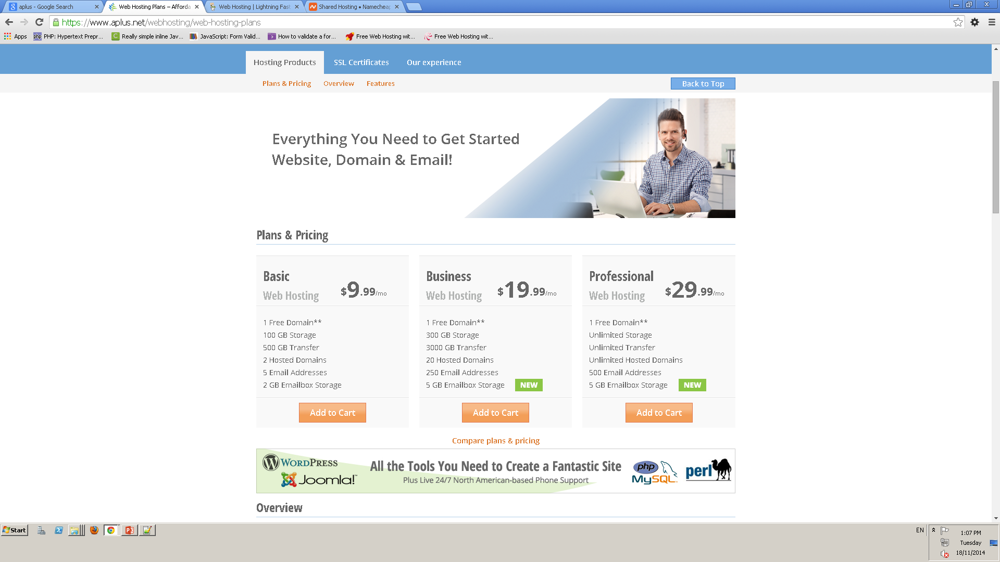 aplus - Google Search
Web Hosting Plans – Afforda
Web Hosting | Lightning Fast
Shared Hosting • Namecheap
https://www.aplus.net/webhosting/web-hosting-plans
Apps
php PHP: Hypertext Prepr...
Really simple inline Jav...
JavaScript: Form Valid...
How to validate a for...
Free Web Hosting wit...
Free Web Hosting wit...
Hosting Products
SSL Certificates
Our experience
Plans & Pricing
Overview
Features
Back to Top
Everything You Need to Get Started
Website, Domain & Email!
Plans & Pricing
Basic
Web Hosting
$9.99/mo
1 Free Domain**
100 GB Storage
500 GB Transfer
2 Hosted Domains
5 Email Addresses
2 GB Emailbox Storage
Add to Cart
Business
Web Hosting
$19.99/mo
1 Free Domain**
300 GB Storage
3000 GB Transfer
20 Hosted Domains
250 Email Addresses
5 GB Emailbox Storage NEW
Add to Cart
Professional
Web Hosting
$29.99/mo
1 Free Domain**
Unlimited Storage
Unlimited Transfer
Unlimited Hosted Domains
500 Email Addresses
5 GB Emailbox Storage NEW
Add to Cart
Compare plans & pricing
WORDPRESS
Joomla!™
All the Tools You Need to Create a Fantastic Site
Plus Live 24/7 North American-based Phone Support
php
MySQL
perl
Overview
Start
EN
1:07 PM
Tuesday
18/11/2014